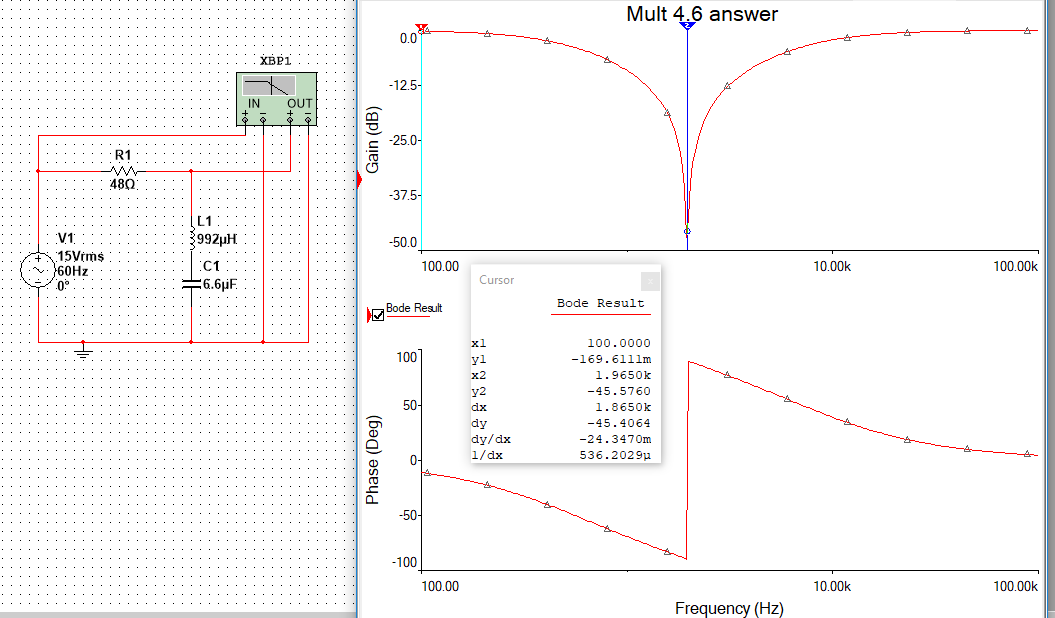 Mult 4.6 answer
XBP1
IN OUT
R1
48Ω
L1
992µH
V1
15Vrms
60Hz
0°
C1
6.6µF
Gain (dB)
0.0
-12.5
-25.0
-37.5
-50.0
100.00 10.00k 100.00k
Bode Result
Cursor
Bode Result
x1 100.0000
y1 -169.6111m
x2 1.9650k
y2 -45.5760
dx 1.8650k
dy -45.4064
dy/dx -24.3470m
1/dx 536.2029µ
Phase (Deg)
100
50
0
-50
-100
100.00 10.00k 100.00k
Frequency (Hz)